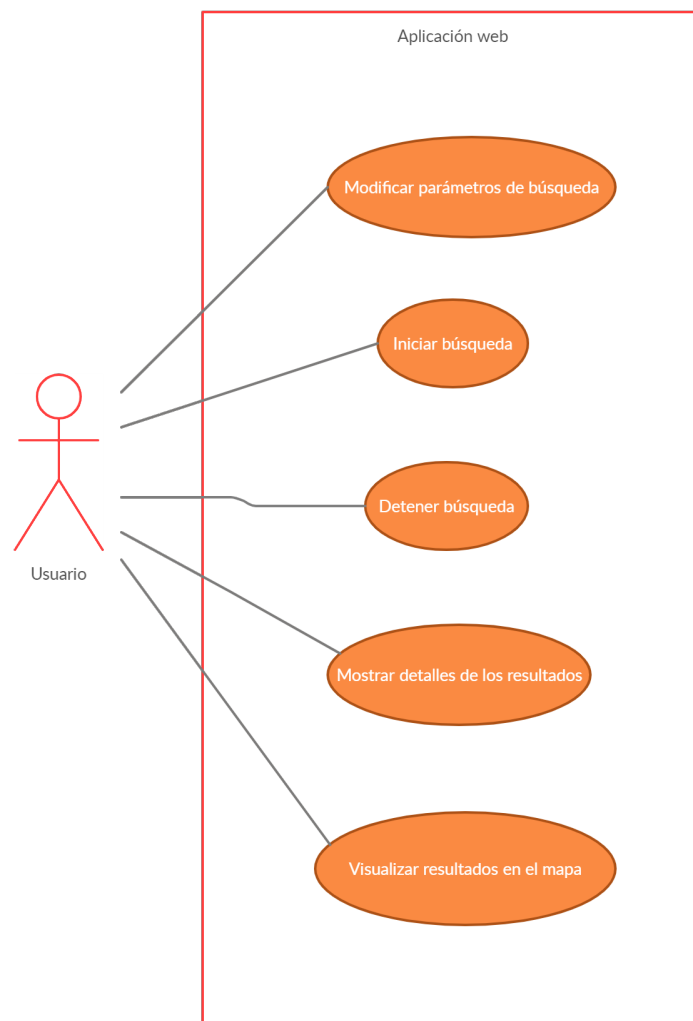 Aplicación web
Modificar parámetros de búsqueda
Iniciar búsqueda
Detener búsqueda
Usuario
Mostrar detalles de los resultados
Visualizar resultados en el mapa